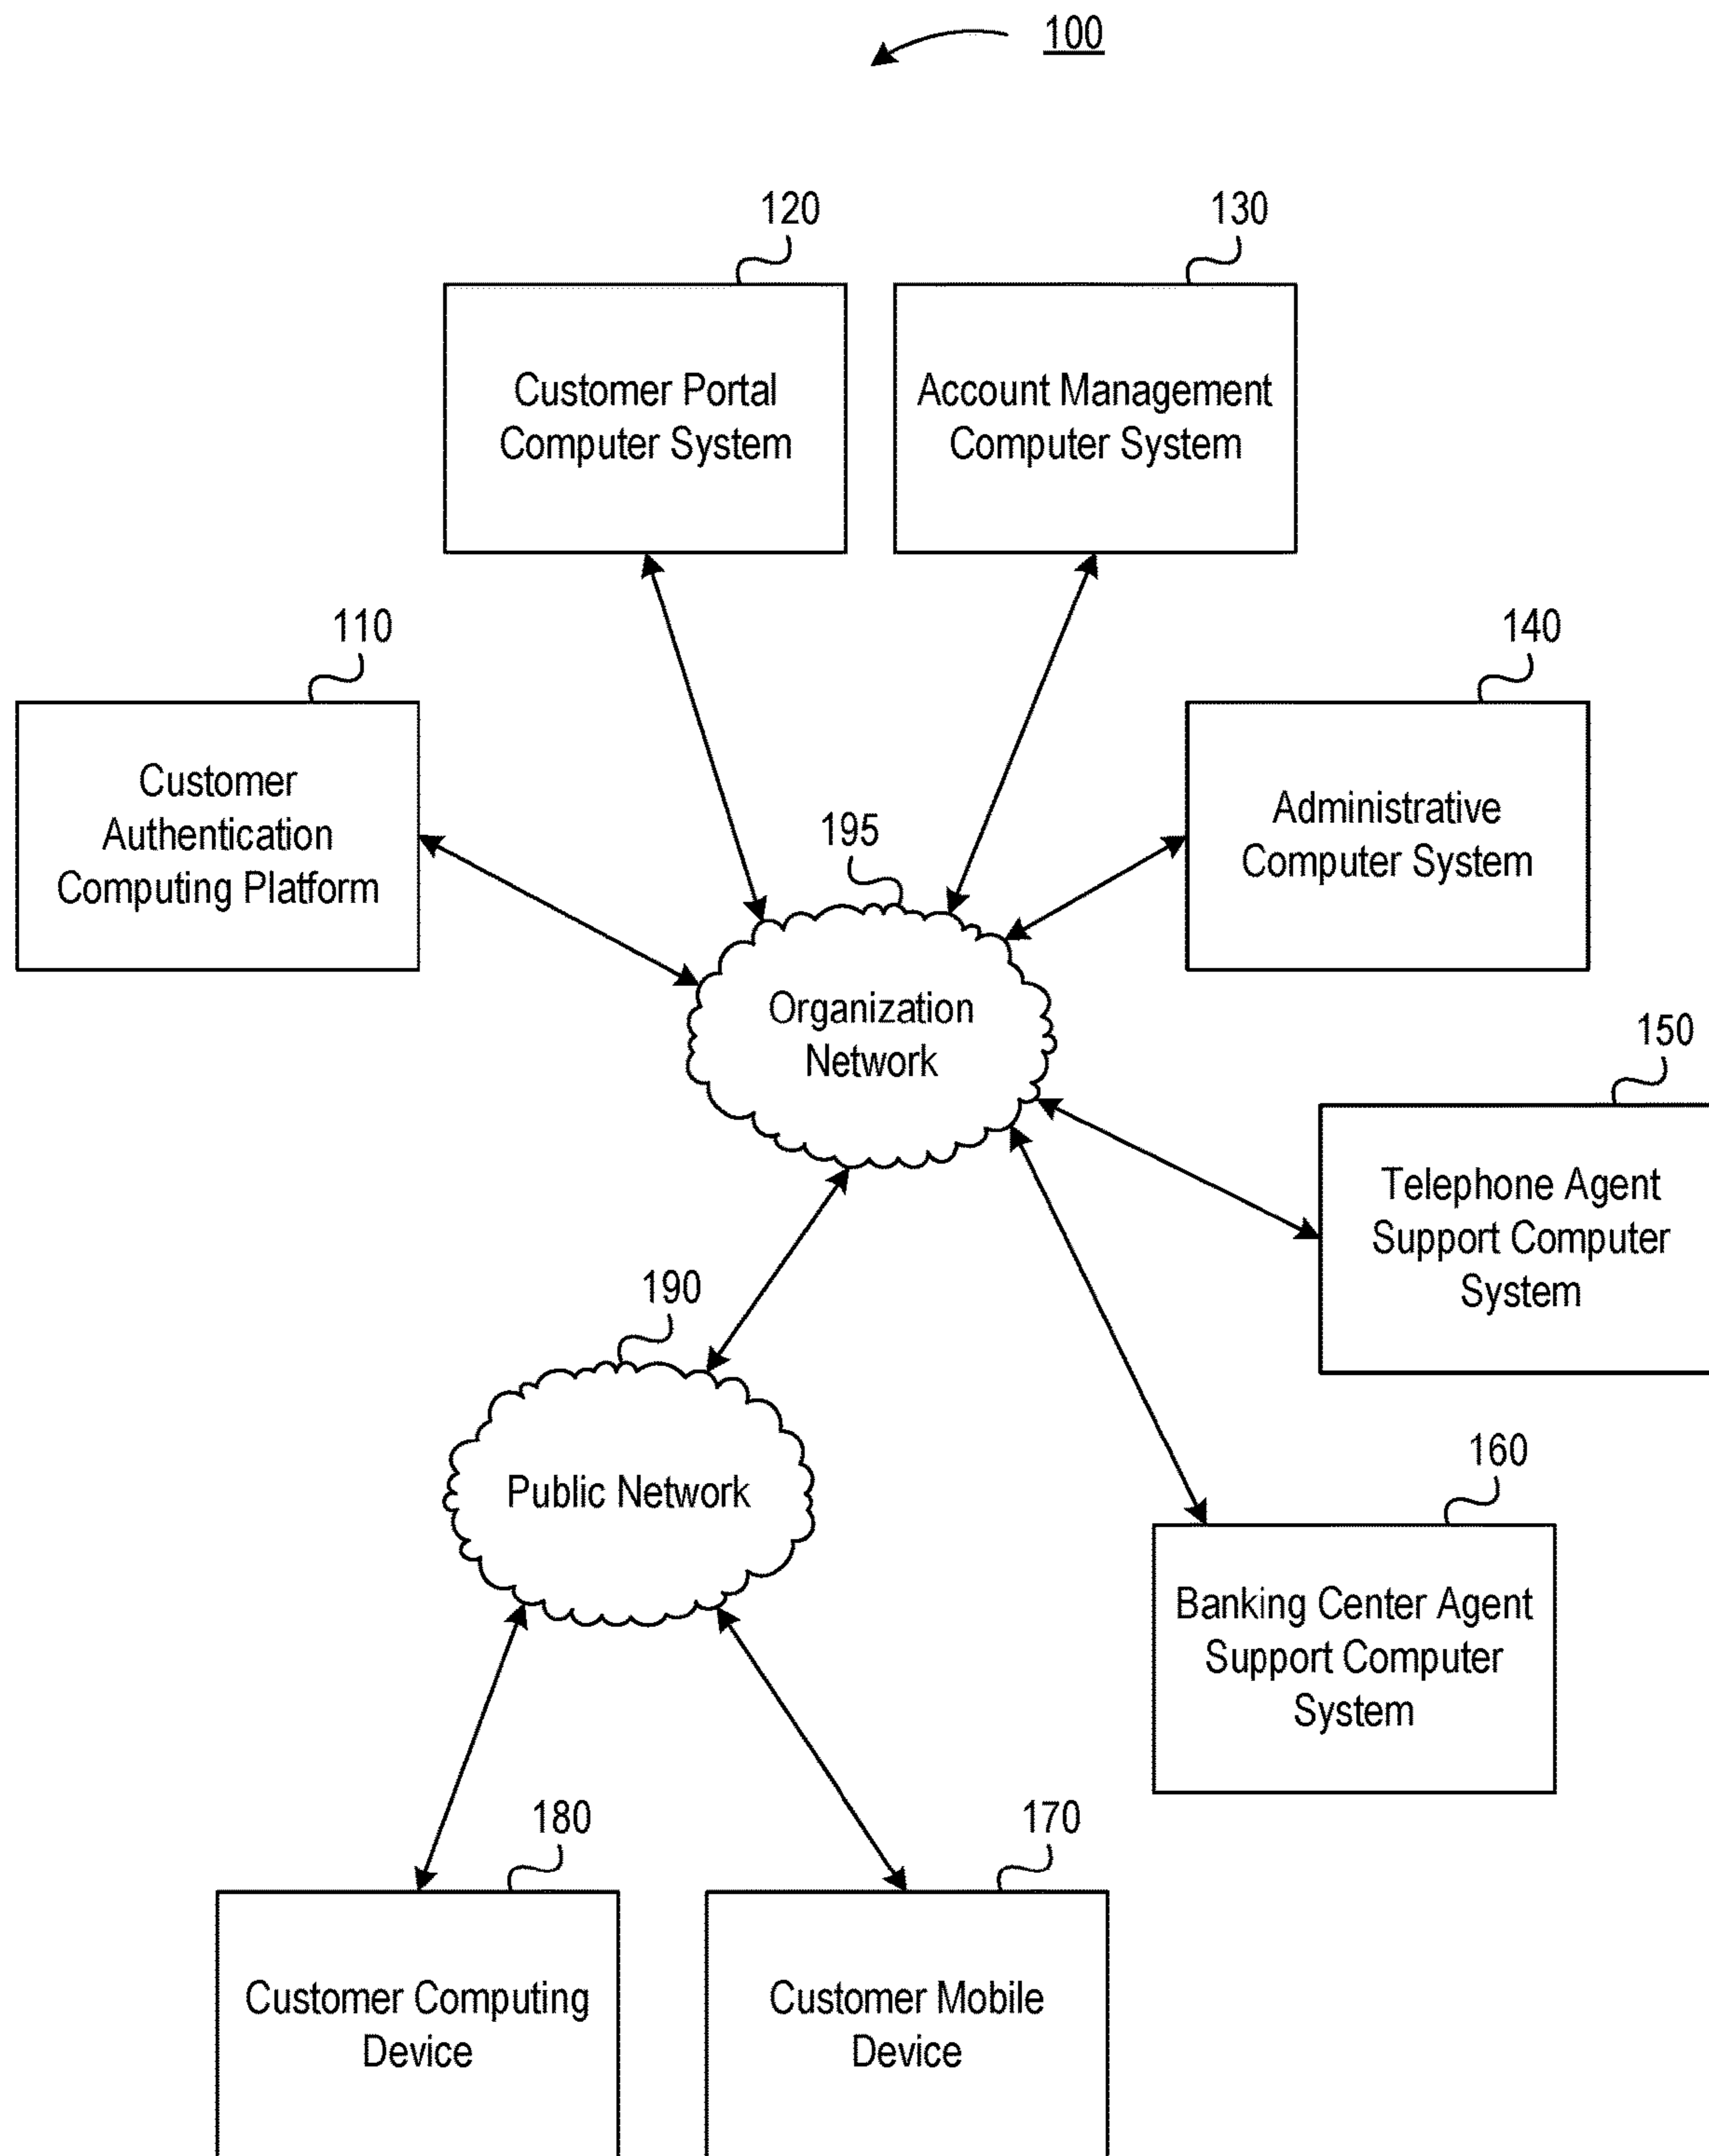 100
120
130
Customer Portal
Computer System
Account Management
Computer System
110
140
Customer
Authentication
Computing Platform
Administrative
Computer System
195
Organization
Network
150
Telephone Agent
Support Computer
System
190
Public Network
160
Banking Center Agent
Support Computer
System
180
170
Customer Computing
Device
Customer Mobile
Device